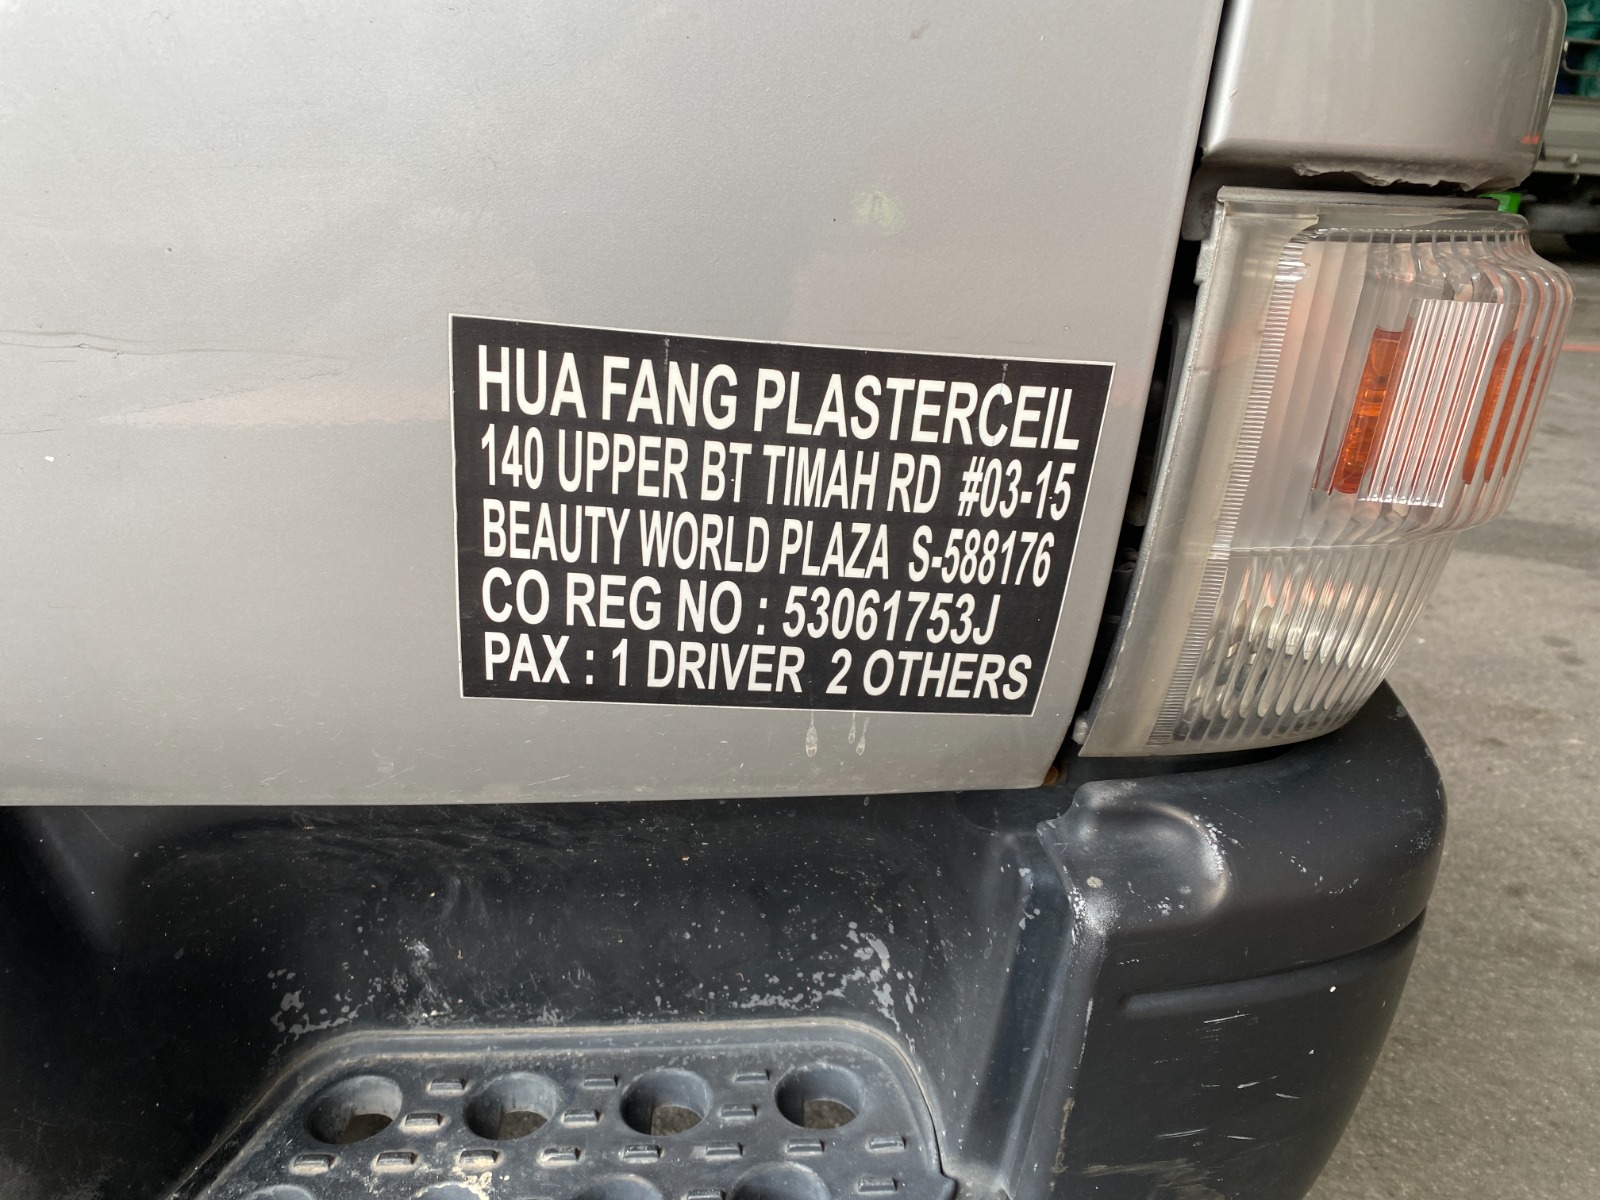 HUA FANG PLASTERCEIL
140 UPPER BT TIMAH RD #03-15
BEAUTY WORLD PLAZA S-588176
CO REG NO : 53061753J
PAX : 1 DRIVER 2 OTHERS